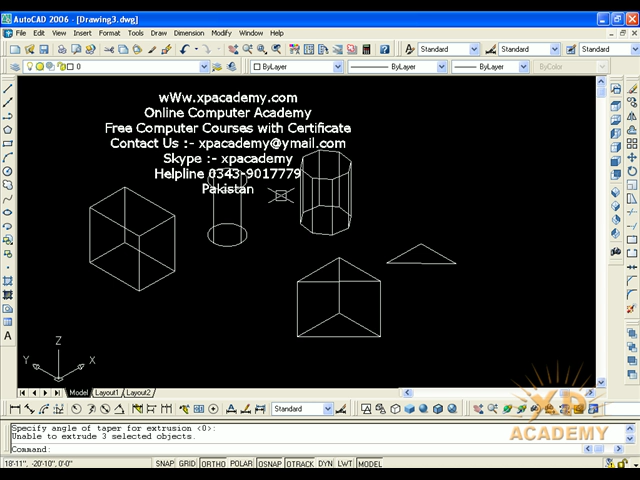 AutoCAD 2006 - [Drawing3.dwg]
File Edit View Insert Format Tools Draw Dimension Modify Window Help
Standard Standard Standard
0 ByLayer ByLayer ByLayer ByColor
wWw.xpacademy.com
Online Computer Academy
Free Computer Courses with Certificate
Contact Us :- xpacademy@ymail.com
Skype :- xpacademy
Helpline 0343-9017779
Pakistan
Z
Y X
Model Layout1 Layout2
Standard
XP
ACADEMY
Specify angle of taper for extrusion <0>:
Unable to extrude 3 selected objects.
Command:
18'-11", -20'-10", 0'-0" SNAP GRID ORTHO POLAR OSNAP OTRACK DYN LWT MODEL